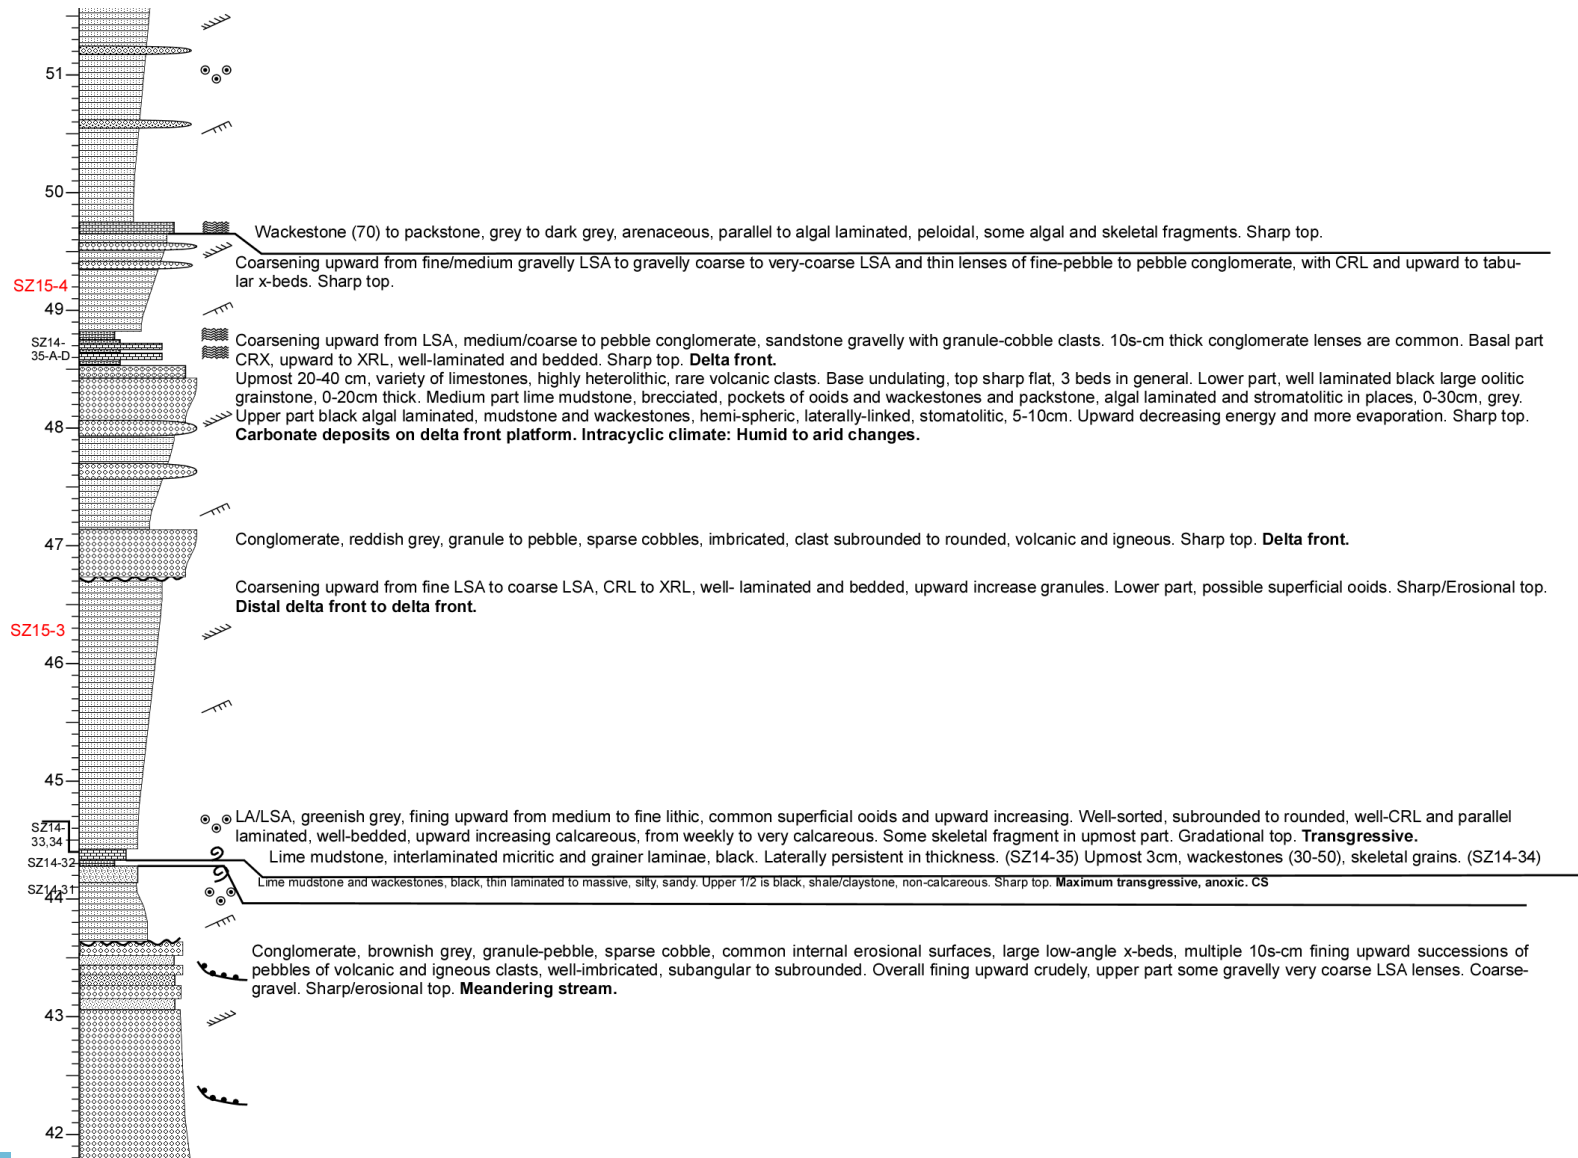 51
50
Wackestone (70) to packstone, grey to dark grey, arenaceous, parallel to algal laminated, peloidal, some algal and skeletal fragments. Sharp top.
Coarsening upward from fine/medium gravelly LSA to gravelly coarse to very-coarse LSA and thin lenses of fine-pebble to pebble conglomerate, with CRL and upward to tabu-
lar x-beds. Sharp top.
SZ15-4
49
SZ14-
35-A-D
Coarsening upward from LSA, medium/coarse to pebble conglomerate, sandstone gravelly with granule-cobble clasts. 10s-cm thick conglomerate lenses are common. Basal part
CRX, upward to XRL, well-laminated and bedded. Sharp top. Delta front.
Upmost 20-40 cm, variety of limestones, highly heterolithic, rare volcanic clasts. Base undulating, top sharp flat, 3 beds in general. Lower part, well laminated black large oolitic
grainstone, 0-20cm thick. Medium part lime mudstone, brecciated, pockets of ooids and wackestones and packstone, algal laminated and stromatolitic in places, 0-30cm, grey.
Upper part black algal laminated, mudstone and wackestones, hemi-spheric, laterally-linked, stomatolitic, 5-10cm. Upward decreasing energy and more evaporation. Sharp top.
Carbonate deposits on delta front platform. Intracyclic climate: Humid to arid changes.
48
47
Conglomerate, reddish grey, granule to pebble, sparse cobbles, imbricated, clast subrounded to rounded, volcanic and igneous. Sharp top. Delta front.
Coarsening upward from fine LSA to coarse LSA, CRL to XRL, well- laminated and bedded, upward increase granules. Lower part, possible superficial ooids. Sharp/Erosional top.
Distal delta front to delta front.
SZ15-3
46
45
SZ14-
33,34
LA/LSA, greenish grey, fining upward from medium to fine lithic, common superficial ooids and upward increasing. Well-sorted, subrounded to rounded, well-CRL and parallel
laminated, well-bedded, upward increasing calcareous, from weekly to very calcareous. Some skeletal fragment in upmost part. Gradational top. Transgressive.
SZ14-32
Lime mudstone, interlaminated micritic and grainer laminae, black. Laterally persistent in thickness. (SZ14-35) Upmost 3cm, wackestones (30-50), skeletal grains. (SZ14-34)
SZ14-31
Lime mudstone and wackestones, black, thin laminated to massive, silty, sandy. Upper 1/2 is black, shale/claystone, non-calcareous. Sharp top. Maximum transgressive, anoxic. CS
44
Conglomerate, brownish grey, granule-pebble, sparse cobble, common internal erosional surfaces, large low-angle x-beds, multiple 10s-cm fining upward successions of
pebbles of volcanic and igneous clasts, well-imbricated, subangular to subrounded. Overall fining upward crudely, upper part some gravelly very coarse LSA lenses. Coarse-
gravel. Sharp/erosional top. Meandering stream.
43
42